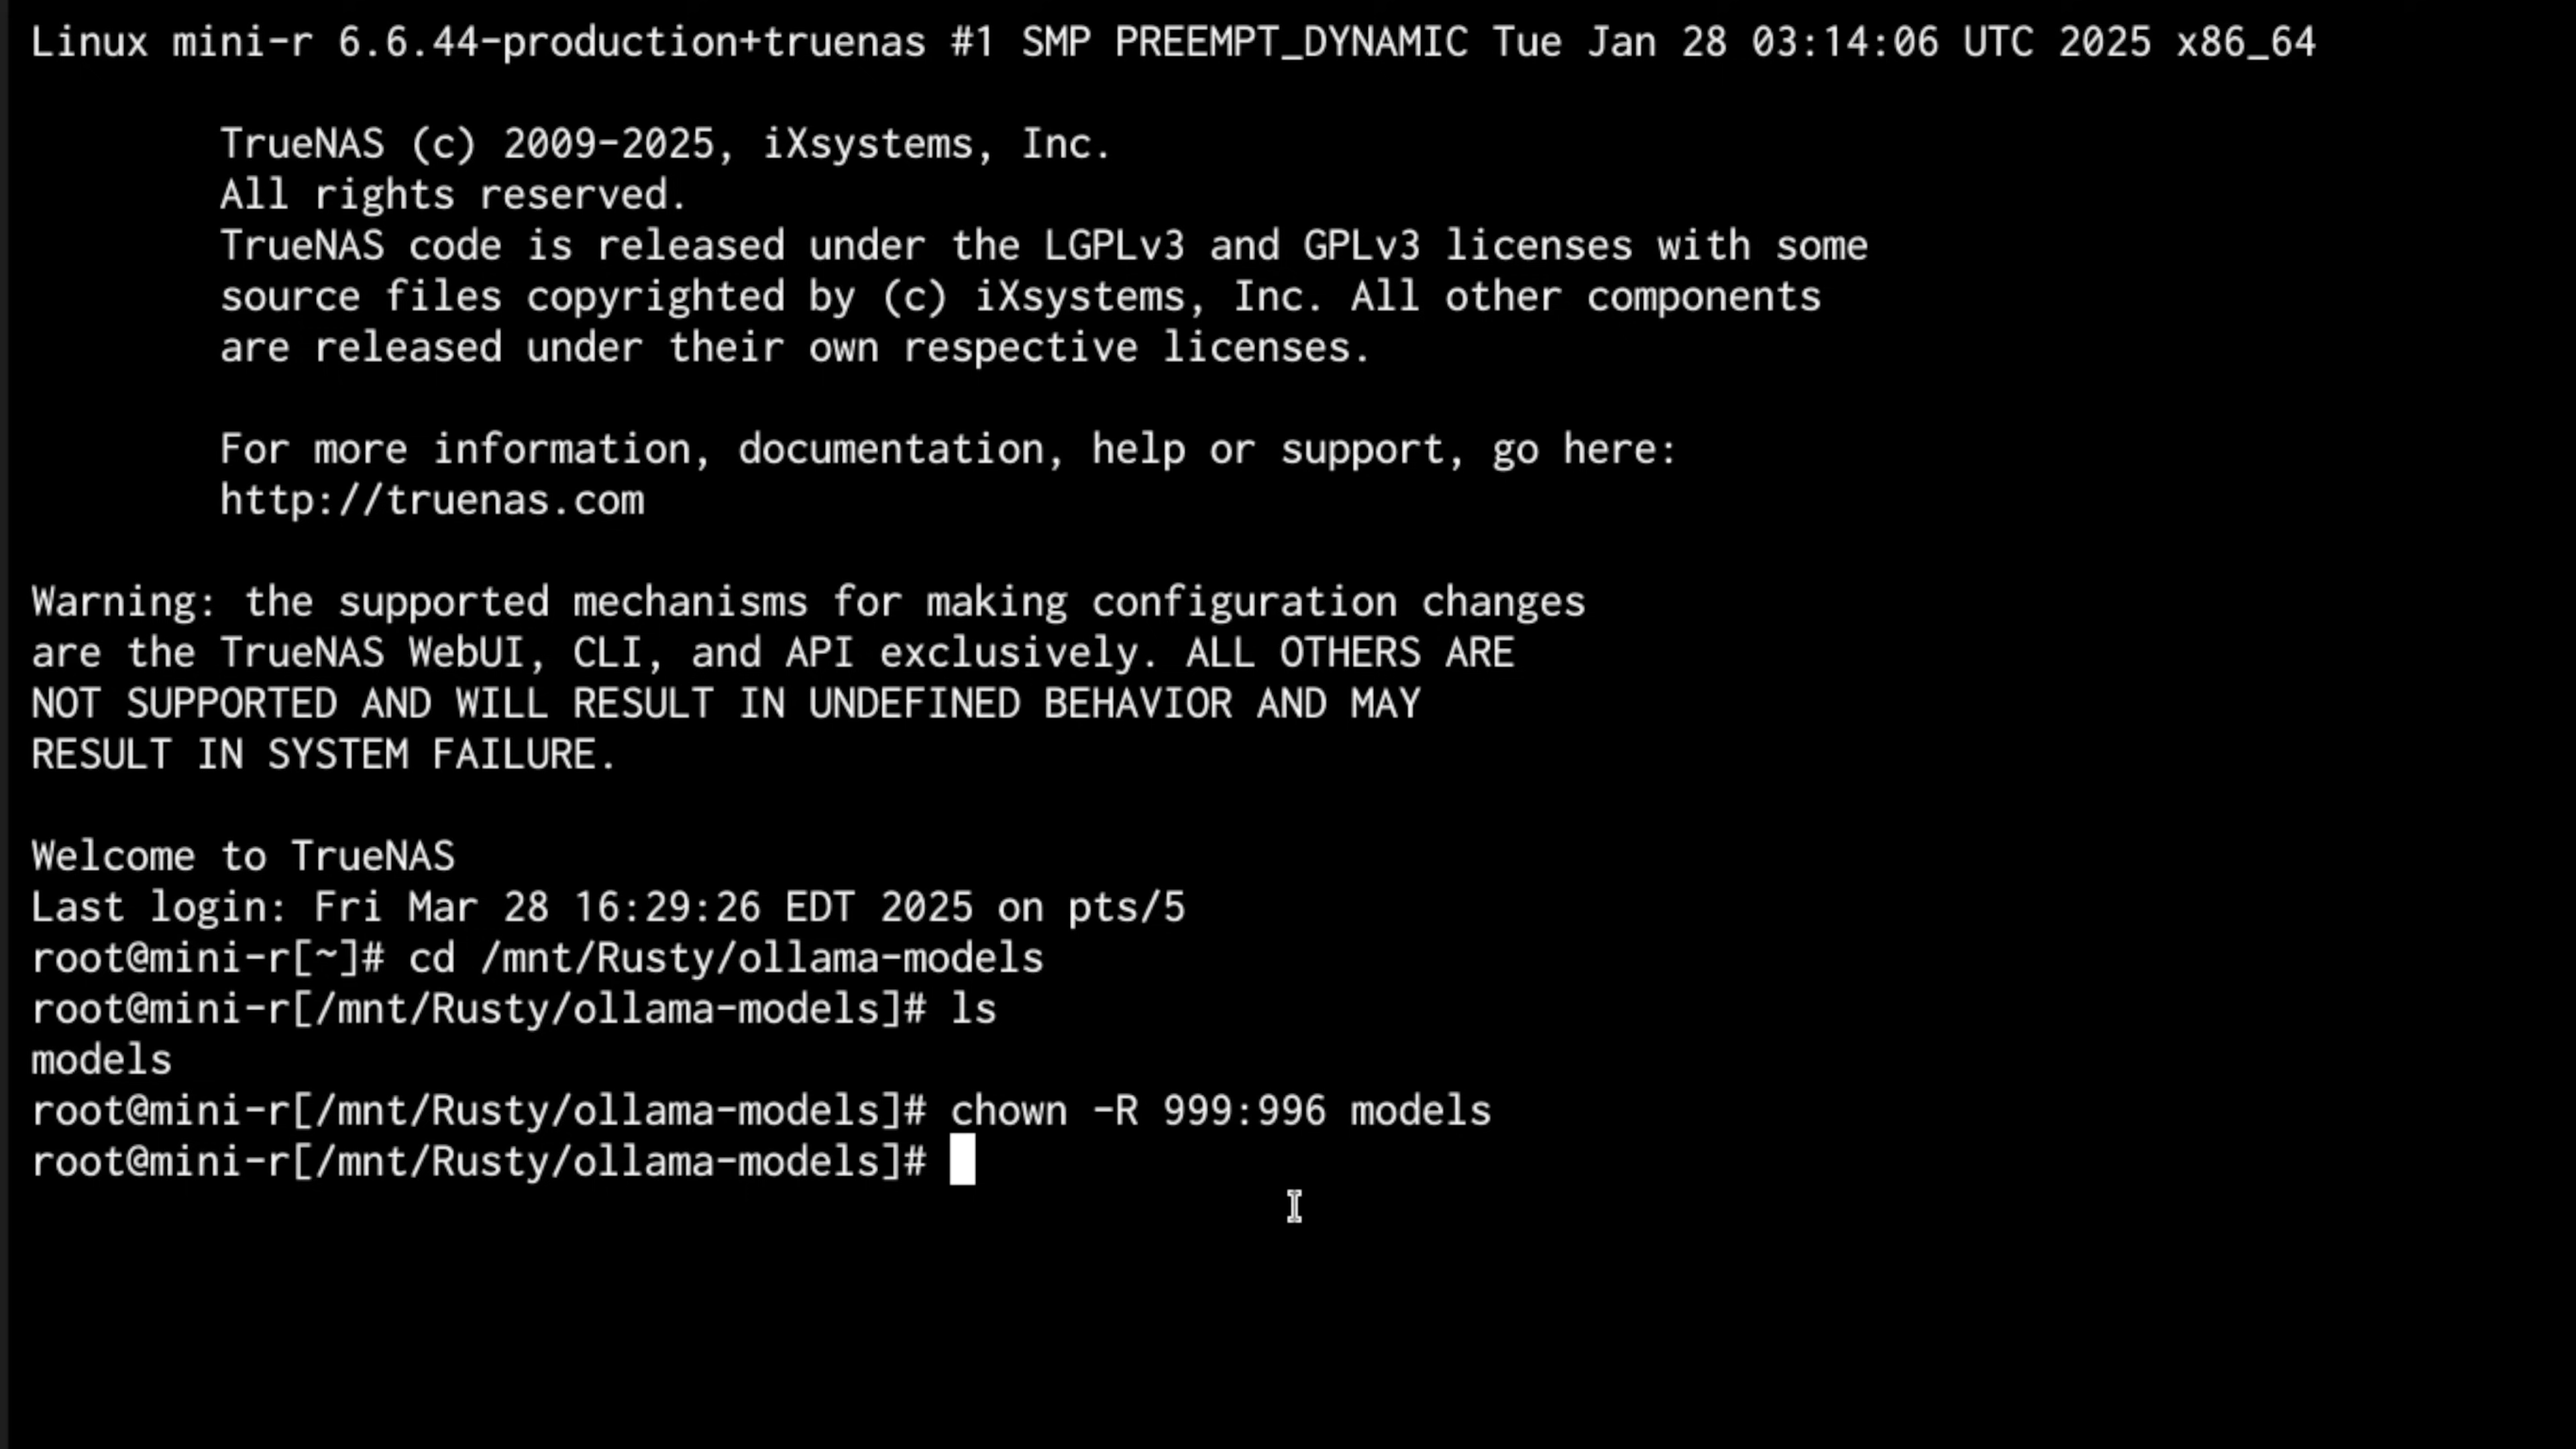 Linux mini-r 6.6.44-production+truenas #1 SMP PREEMPT_DYNAMIC Tue Jan 28 03:14:06 UTC 2025 x86_64
TrueNAS (c) 2009-2025, iXsystems, Inc.
All rights reserved.
TrueNAS code is released under the LGPLv3 and GPLv3 licenses with some
source files copyrighted by (c) iXsystems, Inc. All other components
are released under their own respective licenses.
For more information, documentation, help or support, go here:
http://truenas.com
Warning: the supported mechanisms for making configuration changes
are the TrueNAS WebUI, CLI, and API exclusively. ALL OTHERS ARE
NOT SUPPORTED AND WILL RESULT IN UNDEFINED BEHAVIOR AND MAY
RESULT IN SYSTEM FAILURE.
Welcome to TrueNAS
Last login: Fri Mar 28 16:29:26 EDT 2025 on pts/5
root@mini-r[~]# cd /mnt/Rusty/ollama-models
root@mini-r[/mnt/Rusty/ollama-models]# ls
models
root@mini-r[/mnt/Rusty/ollama-models]# chown -R 999:996 models
root@mini-r[/mnt/Rusty/ollama-models]#